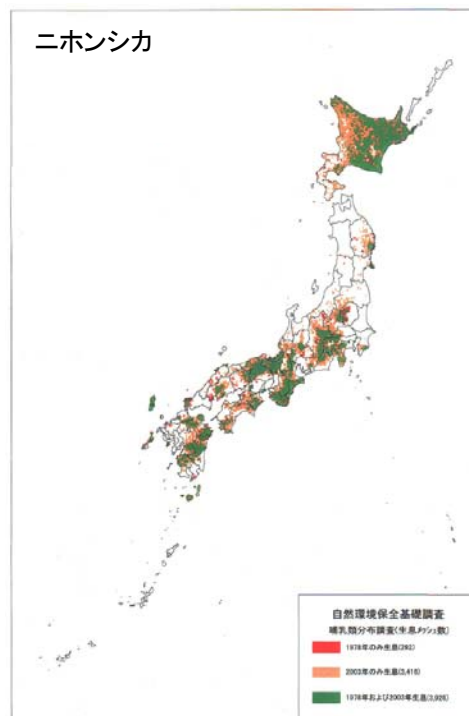 ニホンシカ
自然環境保全基礎調査
哺乳類分布調査(生息メッシュ数)
1978年のみ生息(282)
2003年のみ生息(3,416)
1978年および2003年生息(3,926)